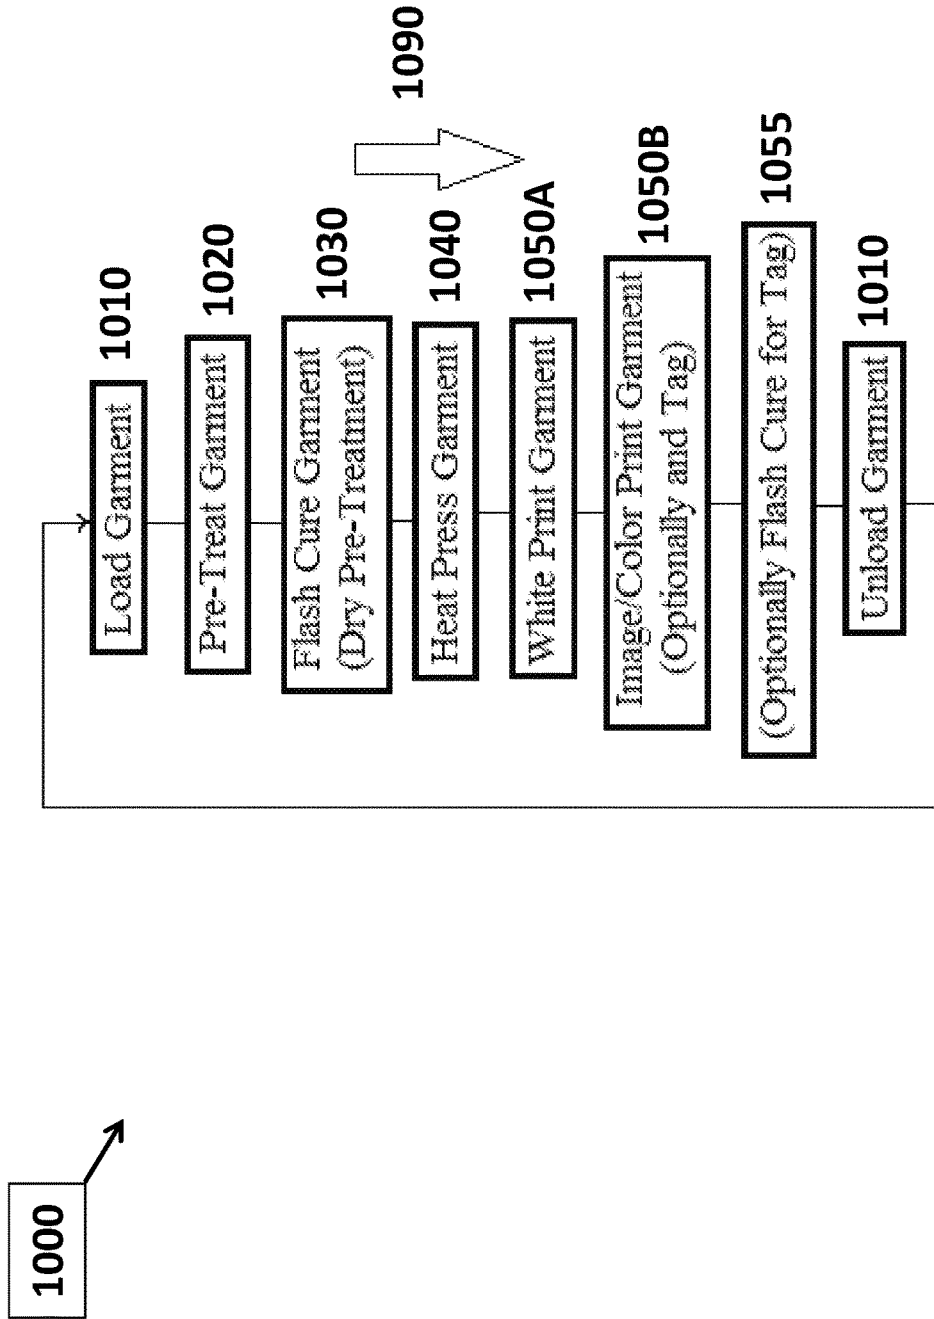 1000
1090
Load Garment
1010
Pre-Treat Garment
1020
Flash Cure Garment
(Dry Pre-Treatment)
1030
Heat Press Garment
1040
White Print Garment
1050A
Image/Color Print Garment
(Optionally and Tag)
1050B
(Optionally Flash Cure for Tag)
1055
Unload Garment
1010